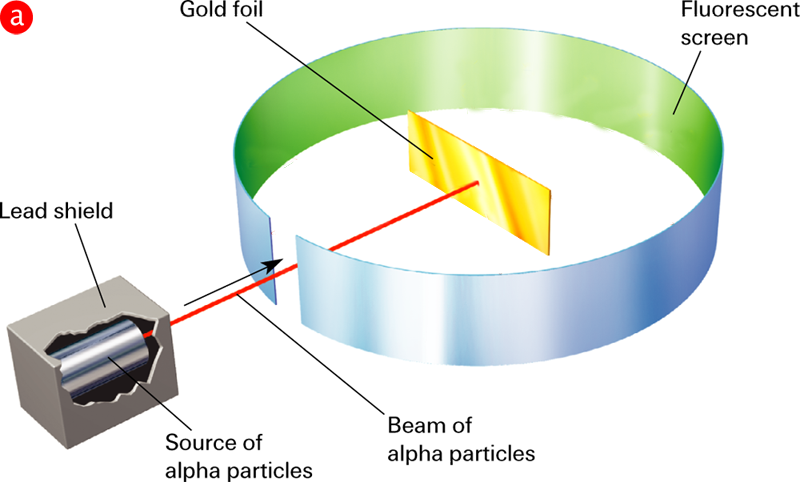 a
Gold foil
Fluorescent
screen
Lead shield
Source of
alpha particles
Beam of
alpha particles